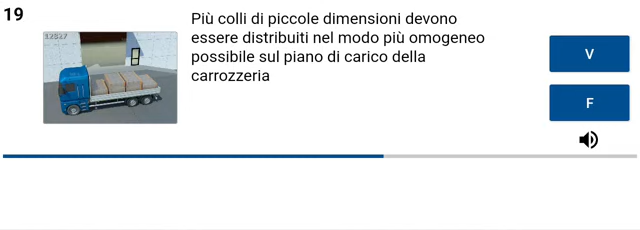 19
12827
Più colli di piccole dimensioni devono
essere distribuiti nel modo più omogeneo
possibile sul piano di carico della
carrozzeria
V
F